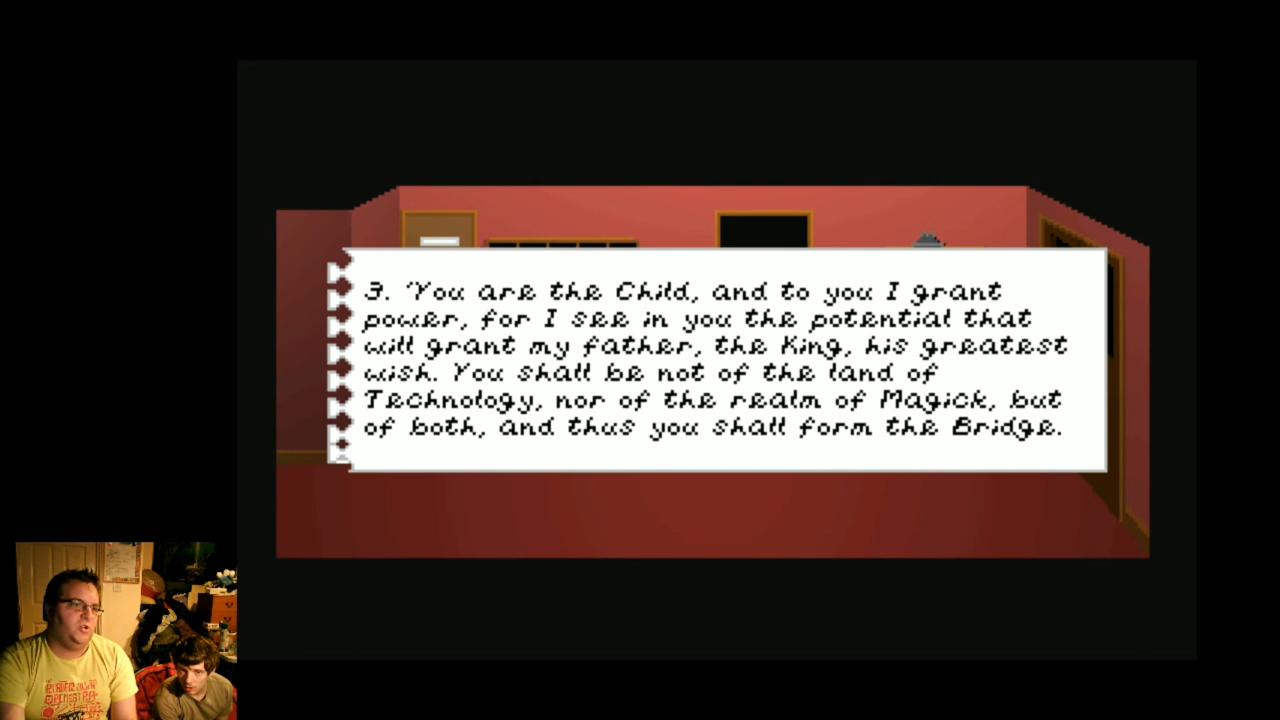 3. 'You are the Child, and to you I grant
power, for I see in you the potential that
will grant my father, the King, his greatest
wish. You shall be not of the land of
Technology, nor of the realm of Magick, but
of both, and thus you shall form the Bridge.